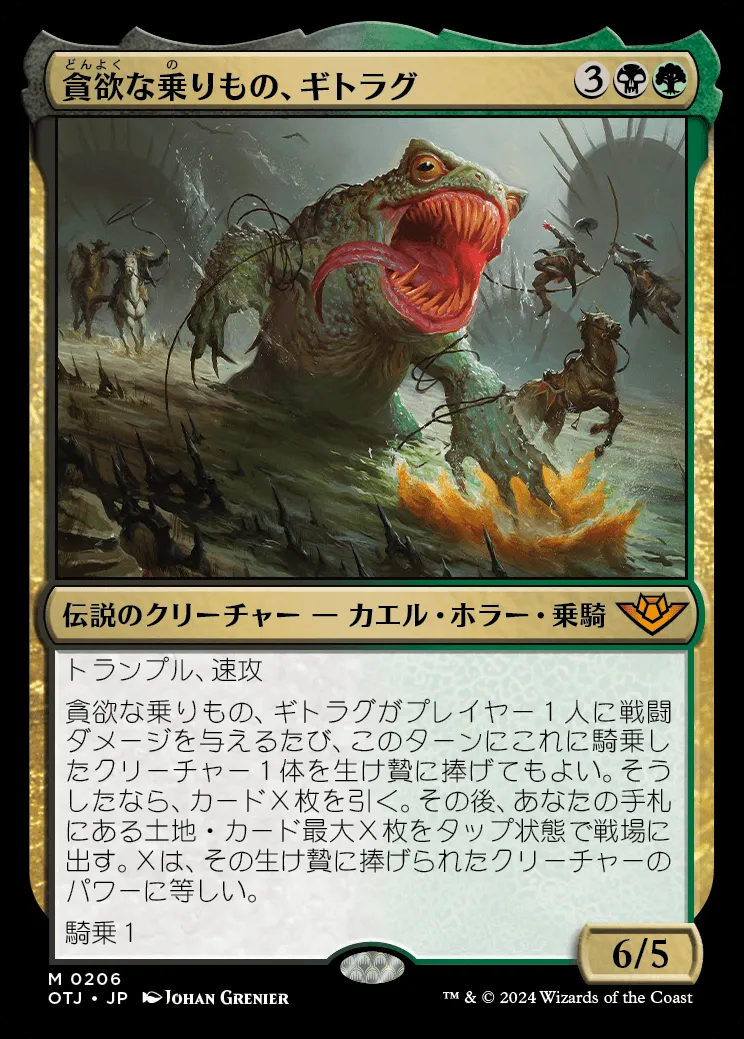 どんよく の
貪欲な乗りもの、ギトラグ 3
伝説のクリーチャー — カエル・ホラー・乗騎
トランプル、速攻
貪欲な乗りもの、ギトラグがプレイヤー1人に戦闘
ダメージを与えるたび、このターンにこれに騎乗し
たクリーチャー1体を生け贄に捧げてもよい。そう
したなら、カードX枚を引く。その後、あなたの手札
にある土地・カード最大X枚をタップ状態で戦場に
出す。Xは、その生け贄に捧げられたクリーチャーの
パワーに等しい。
騎乗1
6/5
M 0206
OTJ • JP Johan Grenier
™ & © 2024 Wizards of the Coast